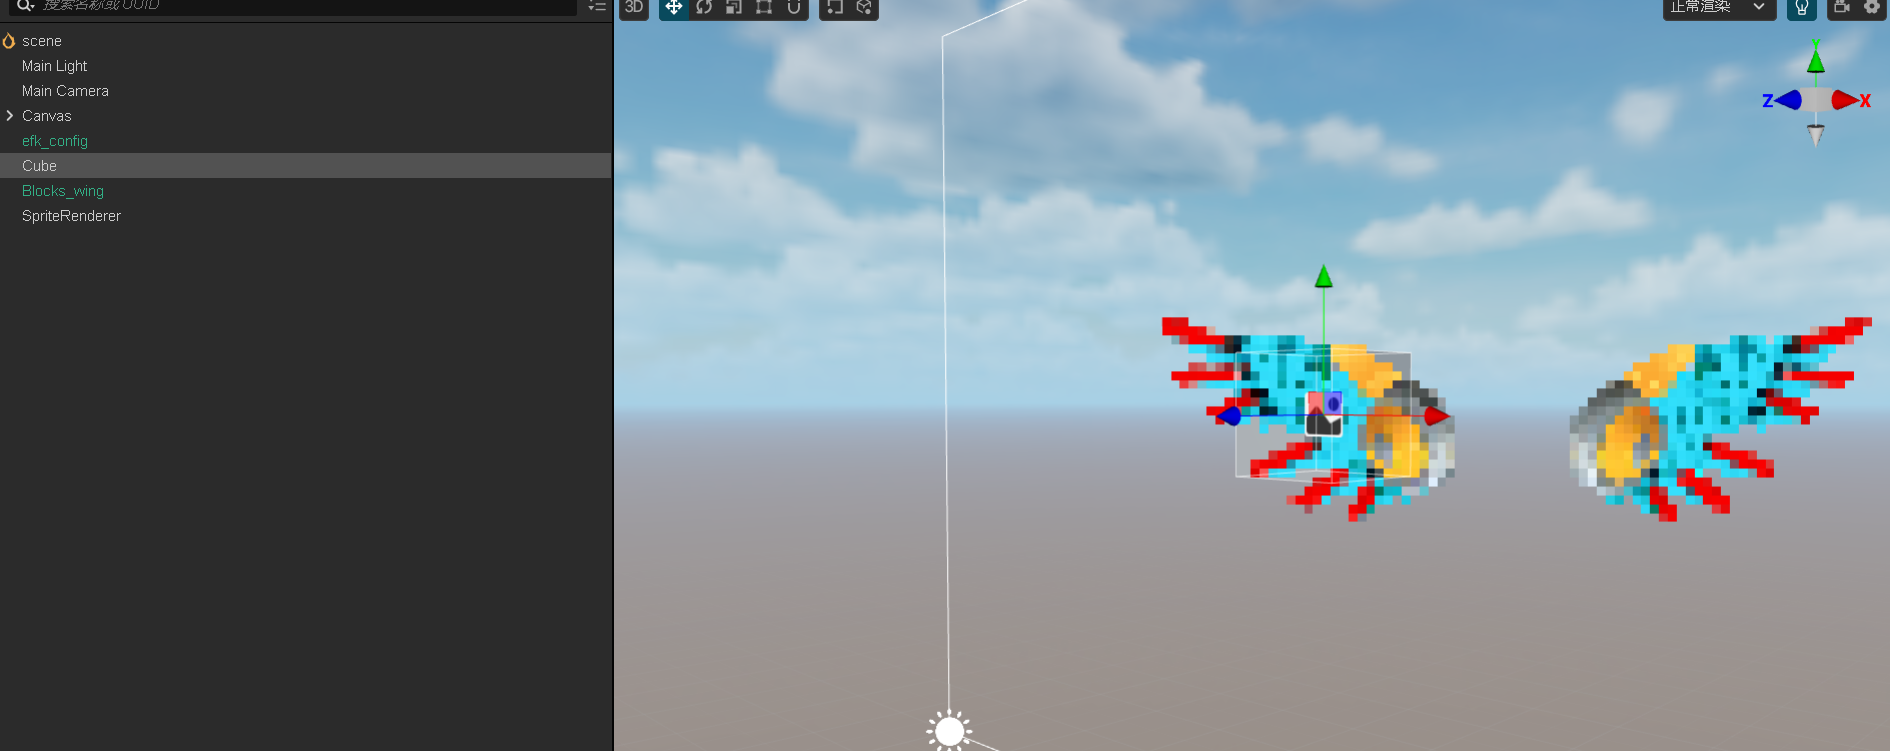 搜索名称或 UUID
3D
正常渲染
scene
Main Light
Main Camera
Canvas
efk_config
Cube
Blocks_wing
SpriteRenderer
Y
Z
X